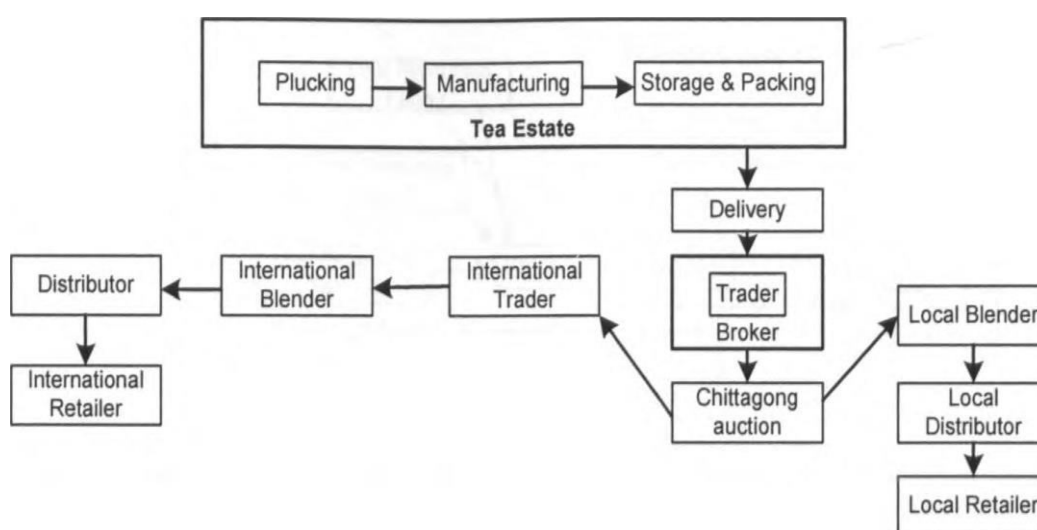 Plucking
Manufacturing
Storage & Packing
Tea Estate
Delivery
Trader
Broker
Chittagong
auction
International
Trader
International
Blender
Distributor
International
Retailer
Local Blender
Local
Distributor
Local Retailer